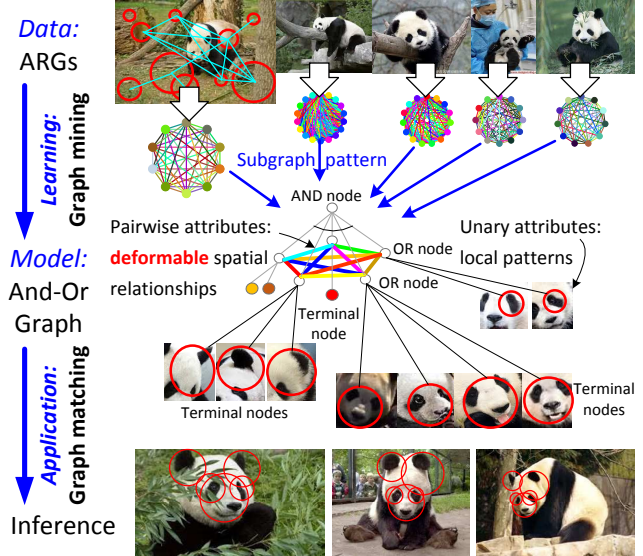 Data:
ARGs
Learning:
Graph mining
Subgraph pattern
AND node
Pairwise attributes:
deformable spatial
relationships
Unary attributes:
local patterns
OR node
OR node
Model:
And-Or
Graph
Terminal
node
Terminal nodes
Terminal
nodes
Application:
Graph matching
Inference